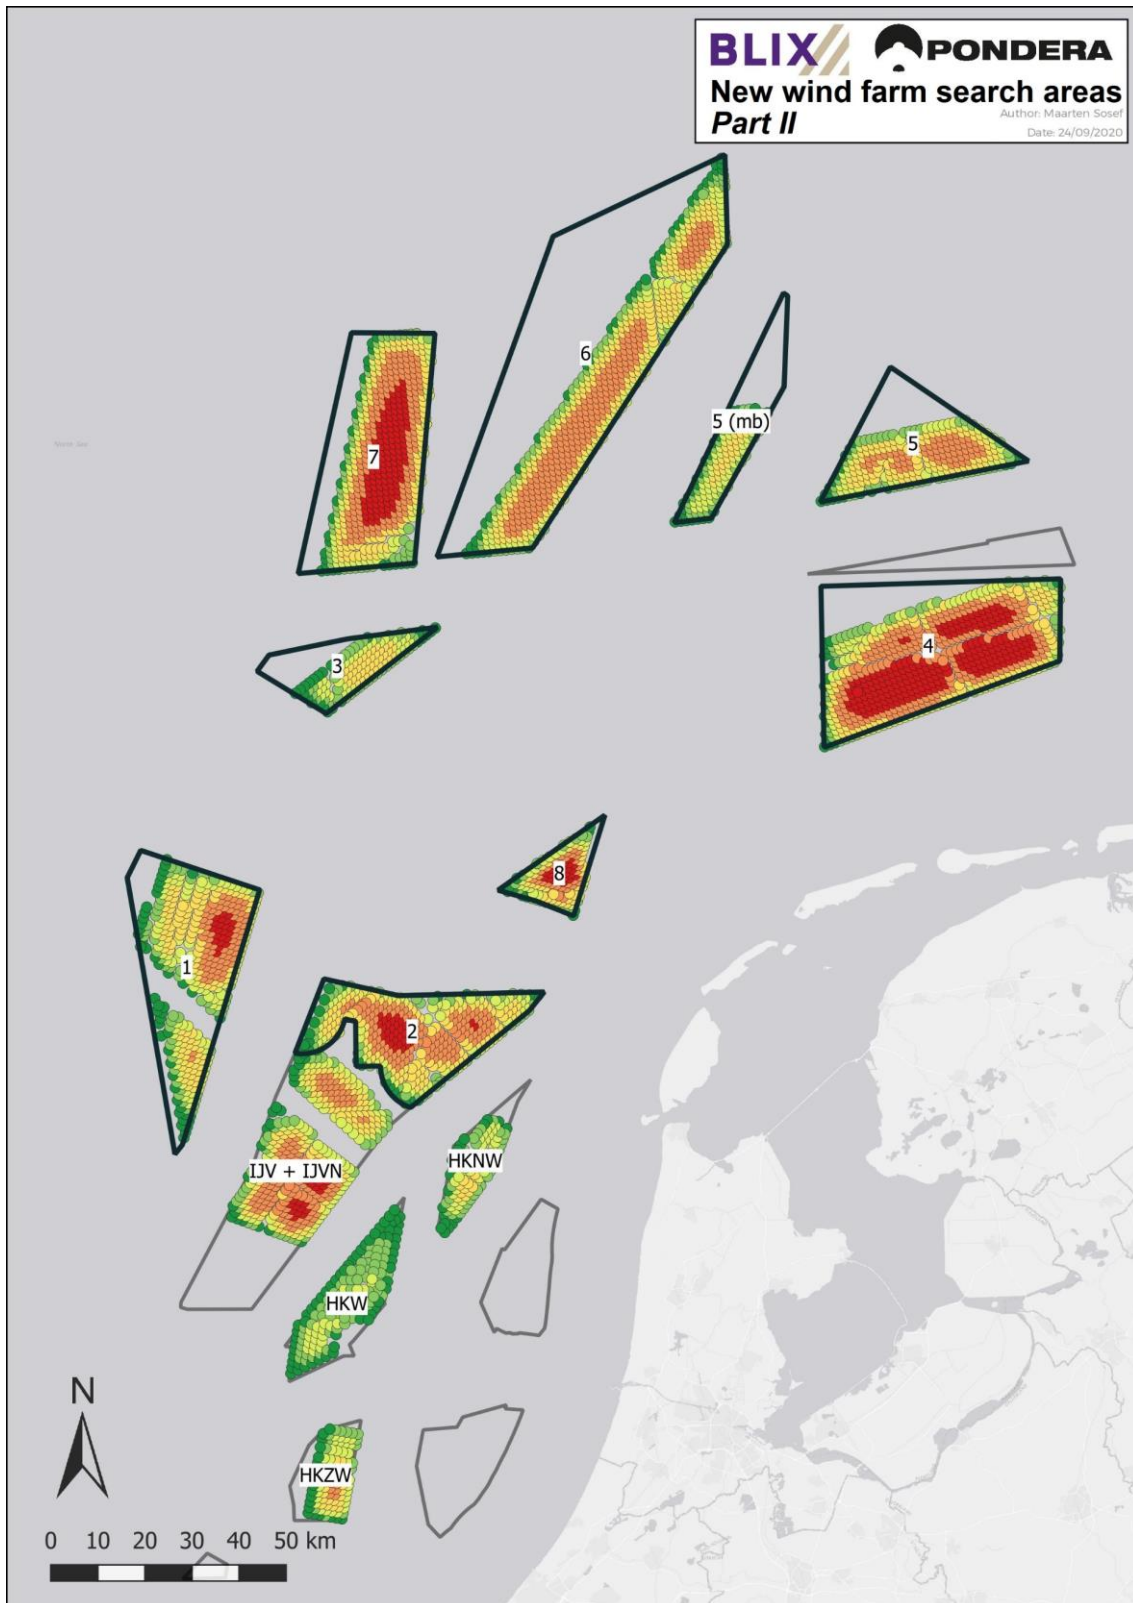 BLIX PONDERA
New wind farm search areas
Part II
Author: Maarten Sosef
Date: 24/09/2020
6
5 (mb)
5
7
3
4
8
1
2
IJV + IJVN
HKNW
HKW
HKZW
N
0 10 20 30 40 50 km